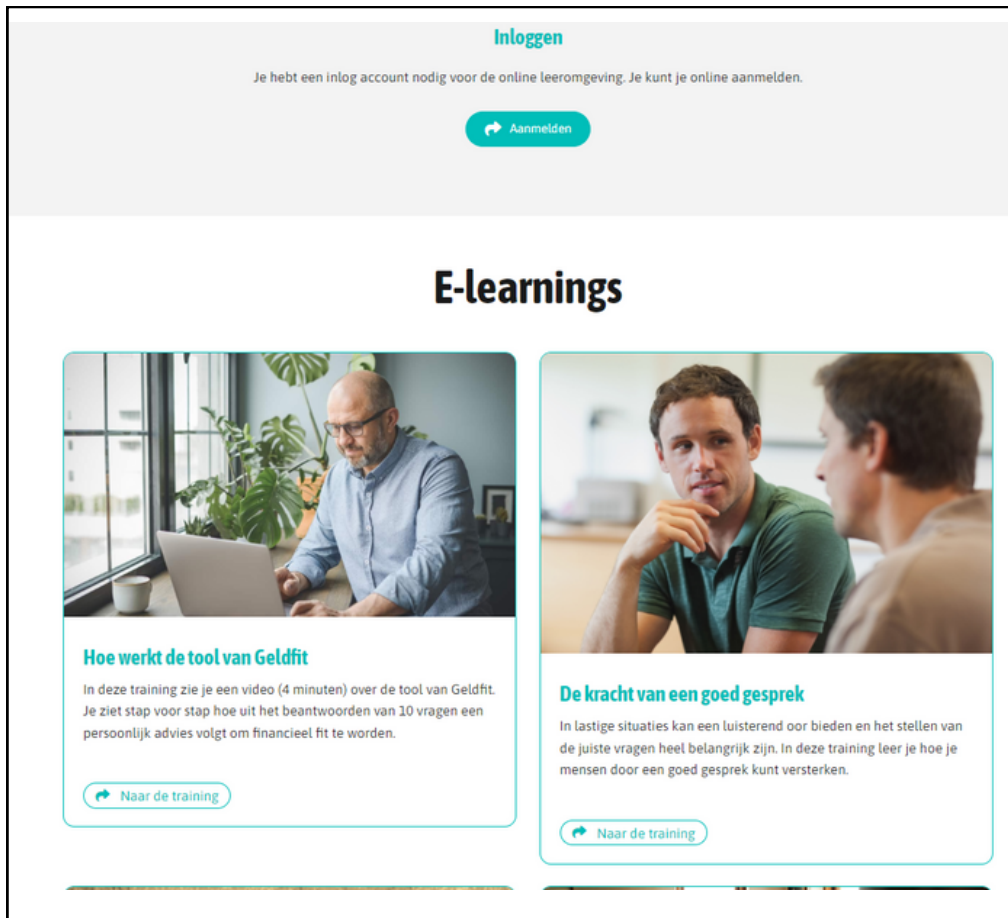 Inloggen
Je hebt een inlog account nodig voor de online leeromgeving. Je kunt je online aanmelden.
Aanmelden
E-learnings
Hoe werkt de tool van Geldfit
In deze training zie je een video (4 minuten) over de tool van Geldfit.
Je ziet stap voor stap hoe uit het beantwoorden van 10 vragen een
persoonlijk advies volgt om financieel fit te worden.
Naar de training
De kracht van een goed gesprek
In lastige situaties kan een luisterend oor bieden en het stellen van
de juiste vragen heel belangrijk zijn. In deze training leer je hoe je
mensen door een goed gesprek kunt versterken.
Naar de training